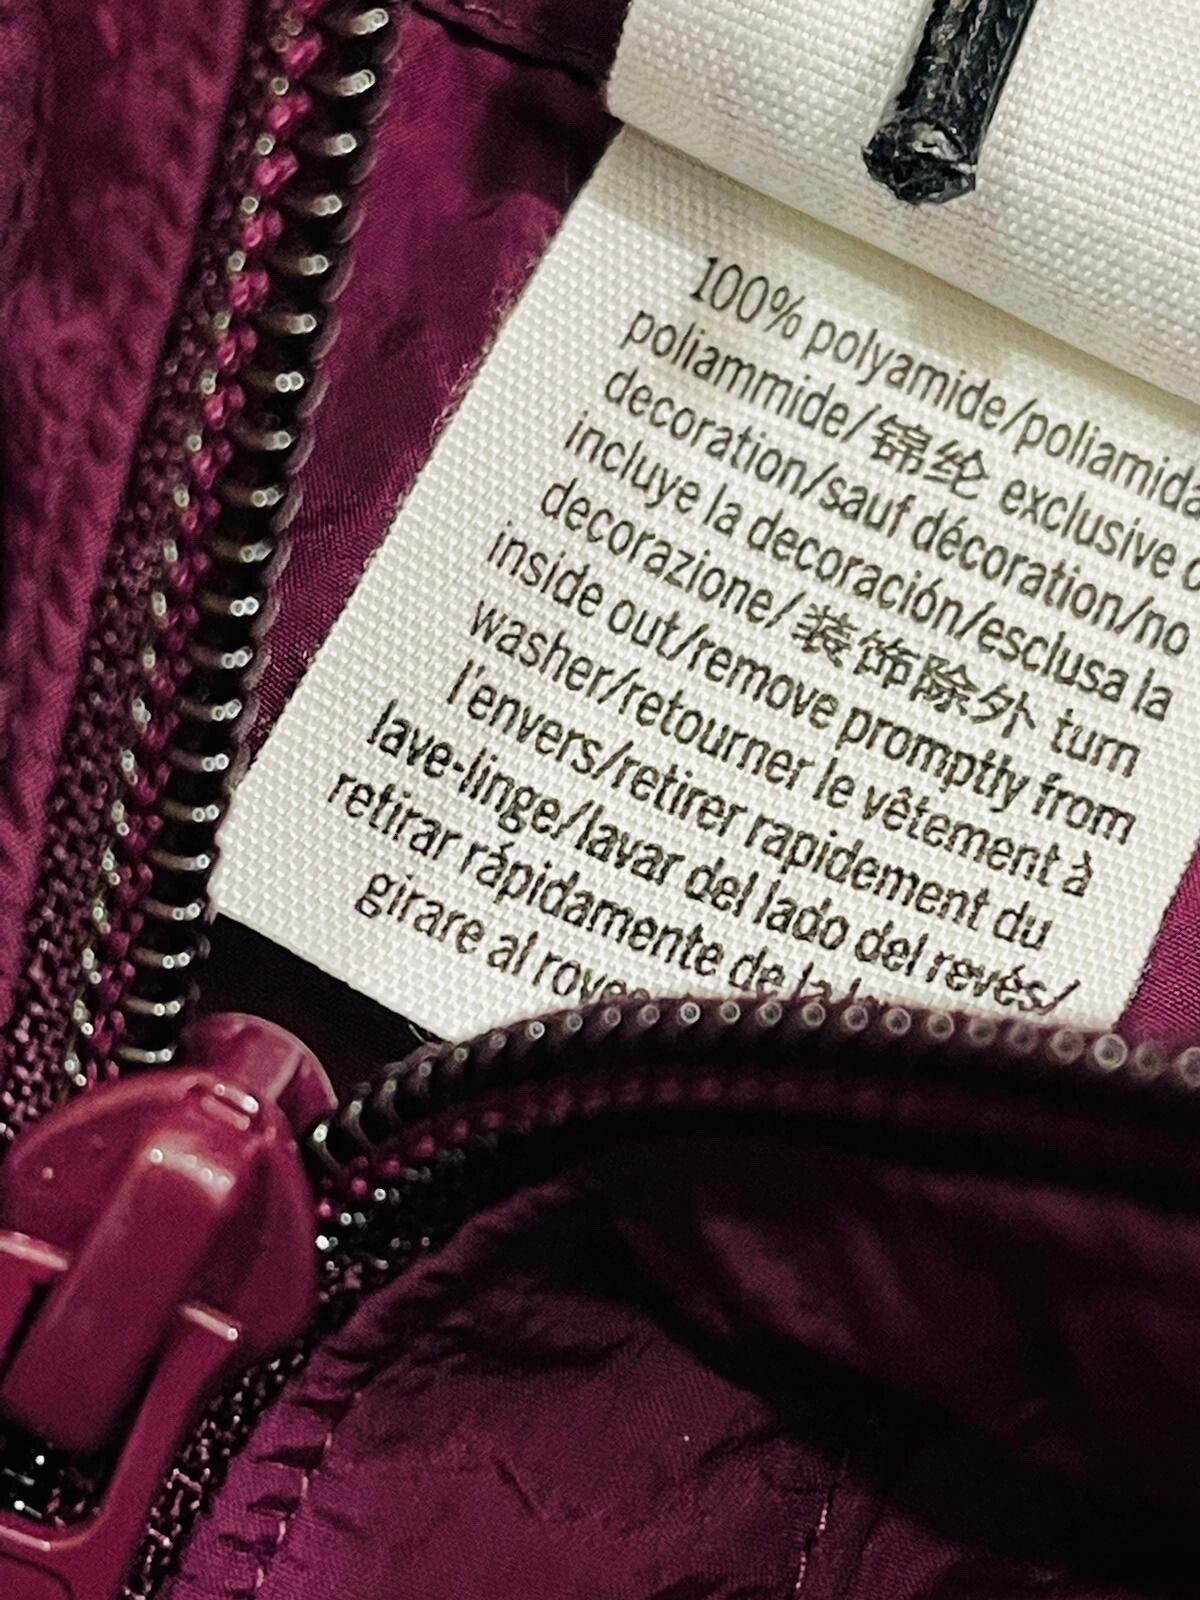 100% polyamide/poliamida
poliammide/锦纶 exclusive
decoration/sauf décoration/no
incluye la decoración/esclusa la
decorazione/装饰除外 turn
inside out/remove promptly from
washer/retourner le vêtement à
l'envers/retirer rapidement du
lave-linge/lavar del lado del revés/
retirar rápidamente de la
girare al